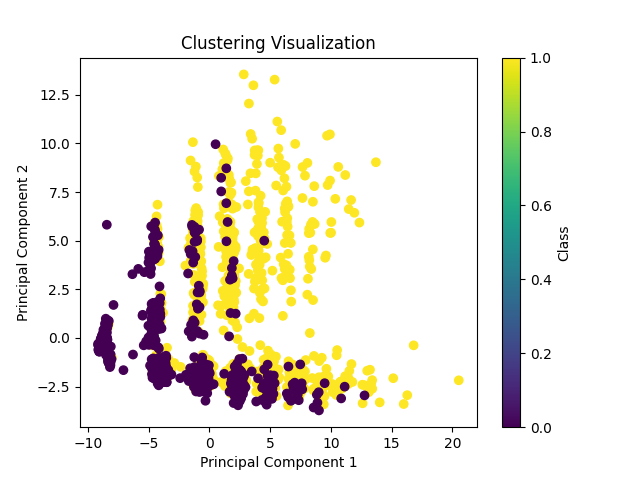 Clustering Visualization
Principal Component 2
12.5
10.0
7.5
5.0
2.5
0.0
−2.5
−10 −5 0 5 10 15 20
Principal Component 1
1.0
0.8
0.6
0.4
0.2
0.0
Class